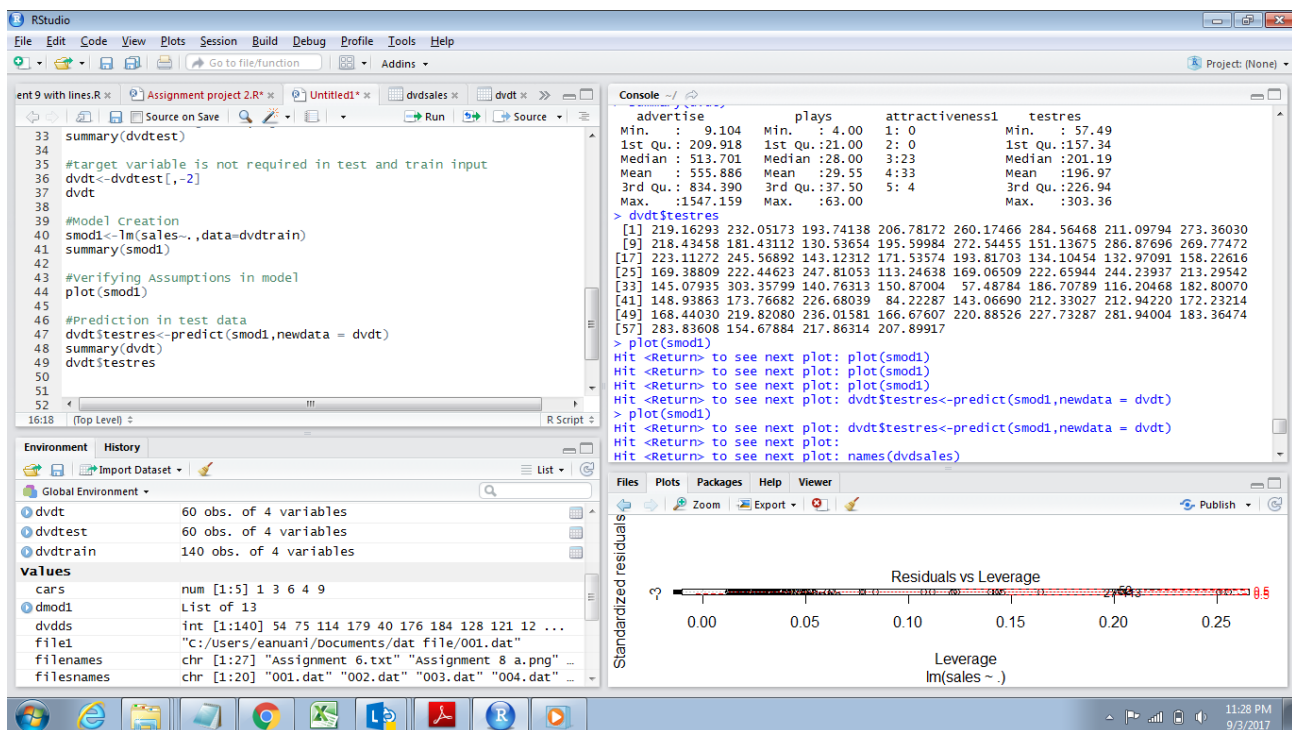 RStudio
File Edit Code View Plots Session Build Debug Profile Tools Help
Go to file/function Addins
Project: (None)
ent 9 with lines.R × Assignment project 2.R* × Untitled1* × dvdsales × dvdt ×
Source on Save Run Source
33 summary(dvdtest)
34
35 #target variable is not required in test and train input
36 dvdt<-dvdtest[,-2]
37 dvdt
38
39 #Model Creation
40 smod1<-lm(sales~.,data=dvdtrain)
41 summary(smod1)
42
43 #Verifying Assumptions in model
44 plot(smod1)
45
46 #Prediction in test data
47 dvdt$testres<-predict(smod1,newdata = dvdt)
48 summary(dvdt)
49 dvdt$testres
50
51
52
16:18 (Top Level) R Script
Environment History
Import Dataset List
Global Environment
dvdt 60 obs. of 4 variables
dvdtest 60 obs. of 4 variables
dvdtrain 140 obs. of 4 variables
Values
cars num [1:5] 1 3 6 4 9
dmod1 List of 13
dvdds int [1:140] 54 75 114 179 40 176 184 128 121 12 ...
file1 "C:/Users/eanuani/Documents/dat file/001.dat"
filenames chr [1:27] "Assignment 6.txt" "Assignment 8 a.png" …
filesnames chr [1:20] "001.dat" "002.dat" "003.dat" "004.dat" …
Console ~/
advertise plays attractiveness1 testres
Min. : 9.104 Min. : 4.00 1: 0 Min. : 57.49
1st Qu.: 209.918 1st Qu.:21.00 2: 0 1st Qu.:157.34
Median : 513.701 Median :28.00 3:23 Median :201.19
Mean : 555.886 Mean :29.55 4:33 Mean :196.97
3rd Qu.: 834.390 3rd Qu.:37.50 5: 4 3rd Qu.:226.94
Max. :1547.159 Max. :63.00 Max. :303.36
> dvdt$testres
[1] 219.16293 232.05173 193.74138 206.78172 260.17466 284.56468 211.09794 273.36030
[9] 218.43458 181.43112 130.53654 195.59984 272.54455 151.13675 286.87696 269.77472
[17] 223.11272 245.56892 143.12312 171.53574 193.81703 134.10454 132.97091 158.22616
[25] 169.38809 222.44623 247.81053 113.24638 169.06509 222.65944 244.23937 213.29542
[33] 145.07935 303.35799 140.76313 150.87004 57.48784 186.70789 116.20468 182.80070
[41] 148.93863 173.76682 226.68039 84.22287 143.06690 212.33027 212.94220 172.23214
[49] 168.44030 219.82080 236.01581 166.67607 220.88526 227.73287 281.94004 183.36474
[57] 283.83608 154.67884 217.86314 207.89917
> plot(smod1)
Hit <Return> to see next plot: plot(smod1)
Hit <Return> to see next plot: plot(smod1)
Hit <Return> to see next plot: plot(smod1)
Hit <Return> to see next plot: dvdt$testres<-predict(smod1,newdata = dvdt)
> plot(smod1)
Hit <Return> to see next plot: dvdt$testres<-predict(smod1,newdata = dvdt)
Hit <Return> to see next plot:
Hit <Return> to see next plot: names(dvdsales)
Files Plots Packages Help Viewer
Zoom Export Publish
Standardized residuals
Residuals vs Leverage
-3
0.5
0.00 0.05 0.10 0.15 0.20 0.25
Leverage
lm(sales ~ .)
11:28 PM
9/3/2017